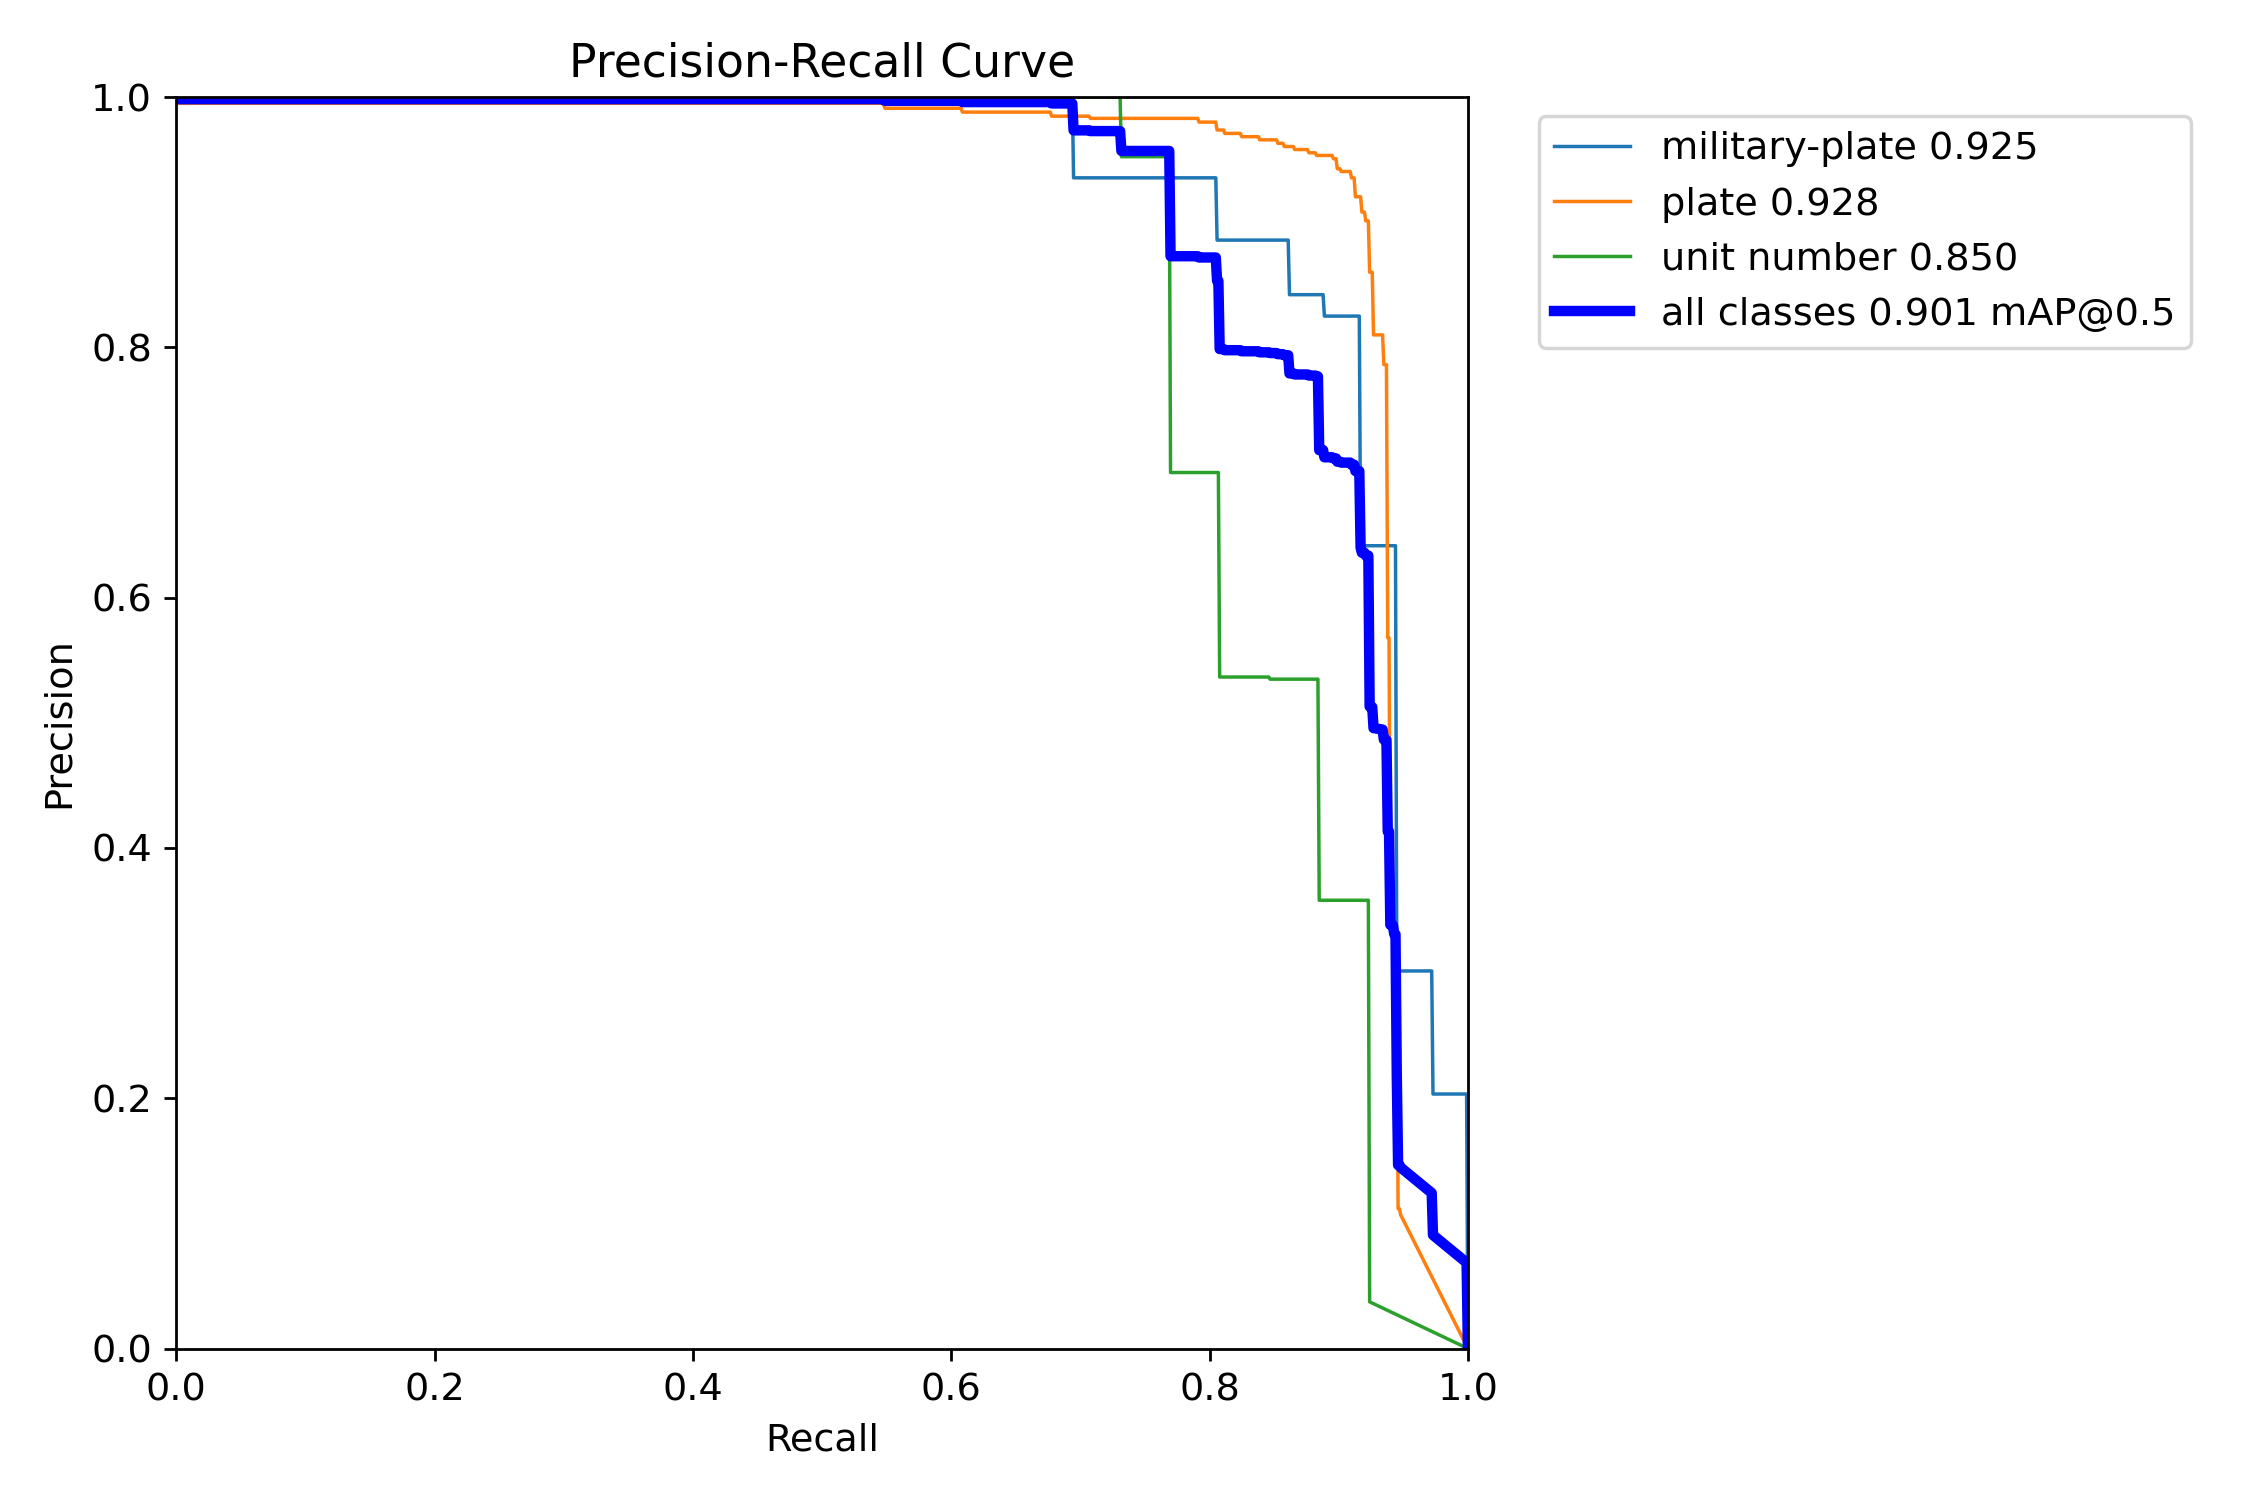 Precision-Recall Curve
1.0
0.8
0.6
0.4
0.2
0.0
Precision
0.0 0.2 0.4 0.6 0.8 1.0
Recall
military-plate 0.925
plate 0.928
unit number 0.850
all classes 0.901 mAP@0.5